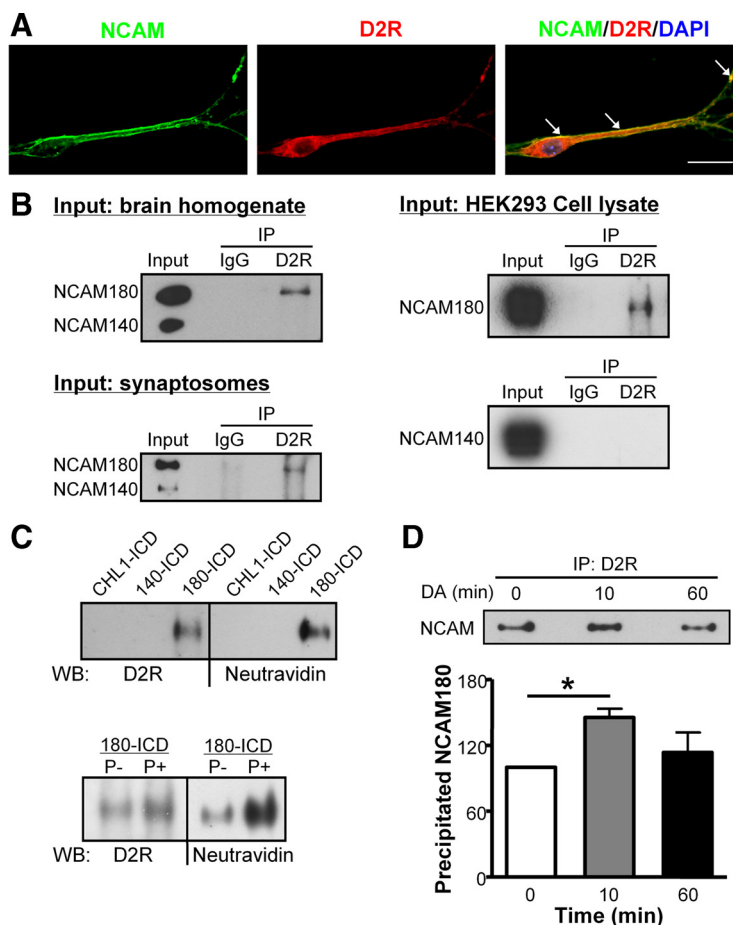 A
NCAM
D2R
NCAM/D2R/DAPI
B
Input: brain homogenate
IP
Input IgG D2R
NCAM180
NCAM140
Input: synaptosomes
IP
Input IgG D2R
NCAM180
NCAM140
Input: HEK293 Cell lysate
IP
Input IgG D2R
NCAM180
IP
Input IgG D2R
NCAM140
C
CHL1-ICD 140-ICD 180-ICD CHL1-ICD 140-ICD 180-ICD
WB: D2R Neutravidin
180-ICD 180-ICD
P- P+ P- P+
WB: D2R Neutravidin
D
IP: D2R
DA (min) 0 10 60
NCAM
Precipitated NCAM180
180
120
60
0
*
0 10 60
Time (min)